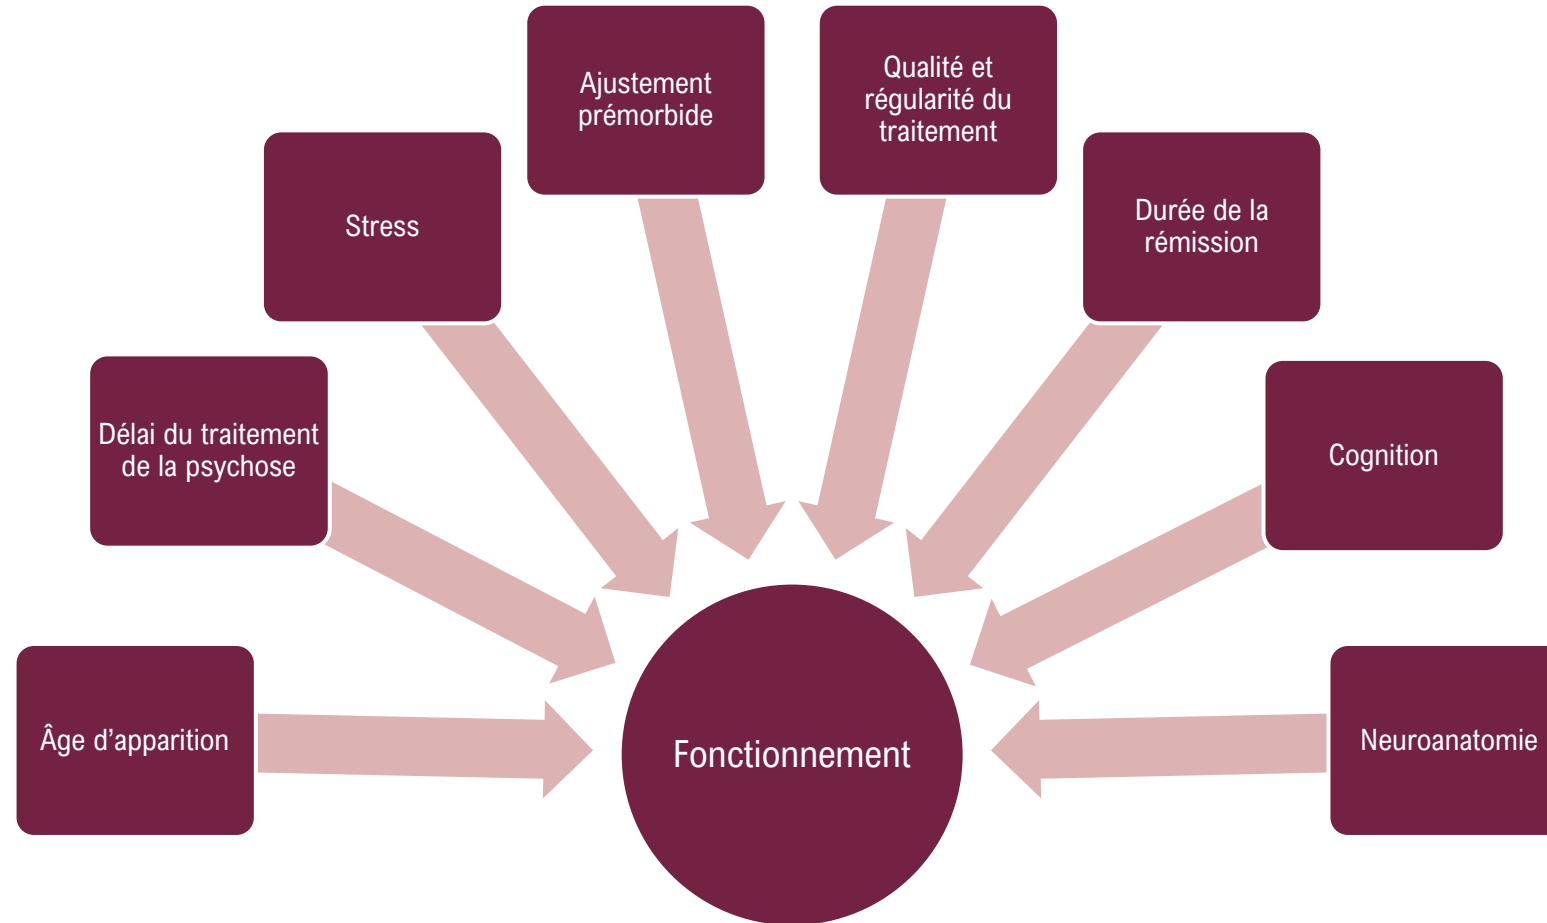 Ajustement
prémorbide
Qualité et
régularité du
traitement
Stress
Durée de la
rémission
Délai du traitement
de la psychose
Cognition
Âge d’apparition
Fonctionnement
Neuroanatomie